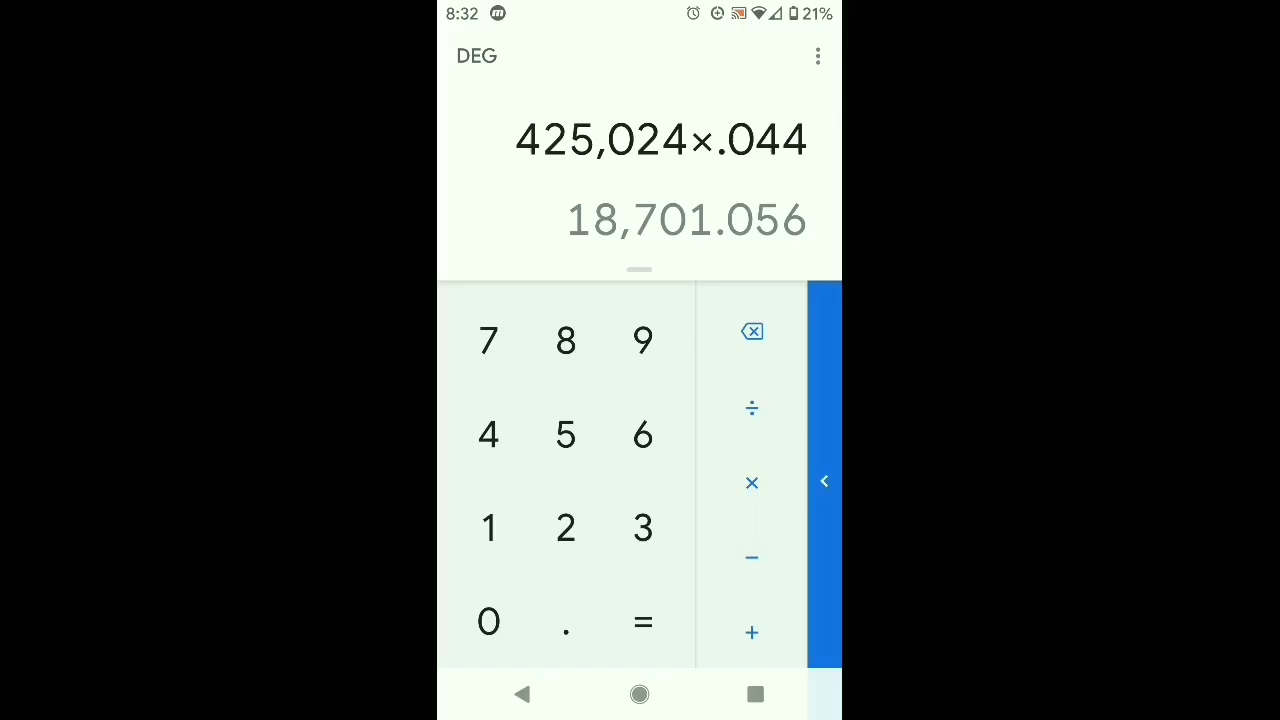 8:32 m 21%
DEG
425,024×.044
18,701.056
7 8 9
÷
4 5 6
×
1 2 3
−
0 . =
+